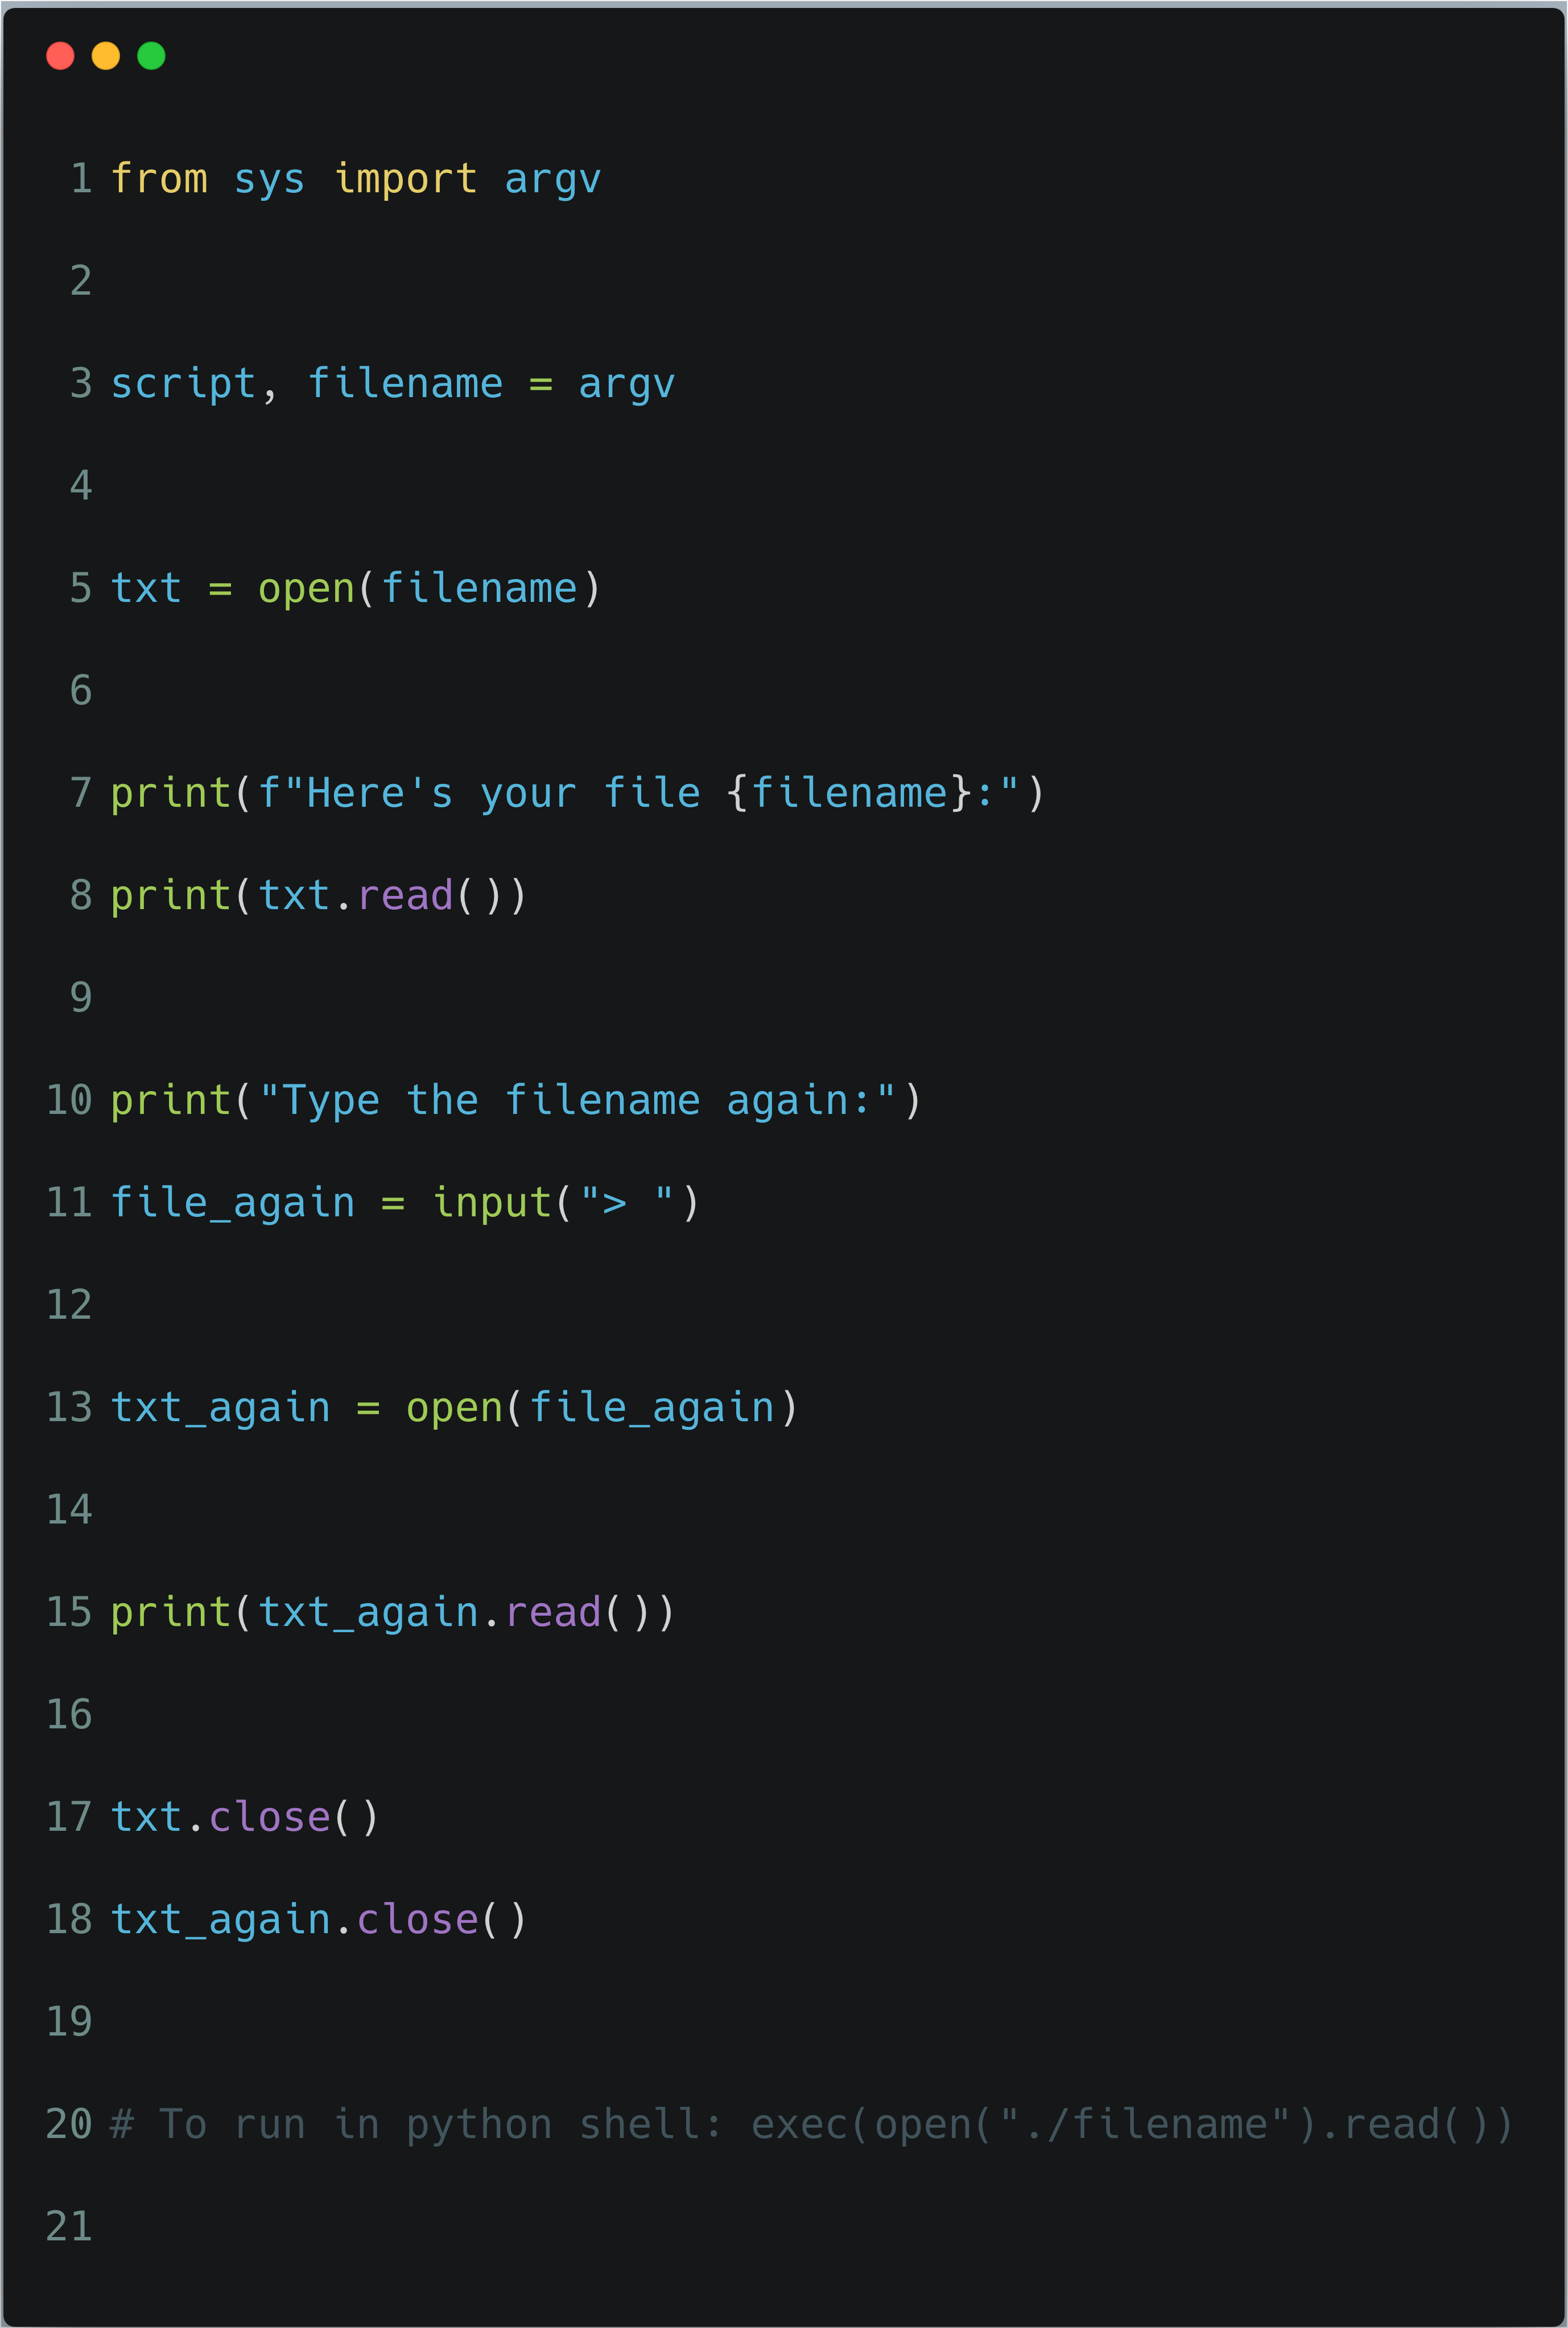 1 from sys import argv
2
3 script, filename = argv
4
5 txt = open(filename)
6
7 print(f"Here's your file {filename}:")
8 print(txt.read())
9
10 print("Type the filename again:")
11 file_again = input("> ")
12
13 txt_again = open(file_again)
14
15 print(txt_again.read())
16
17 txt.close()
18 txt_again.close()
19
20 # To run in python shell: exec(open("./filename").read())
21